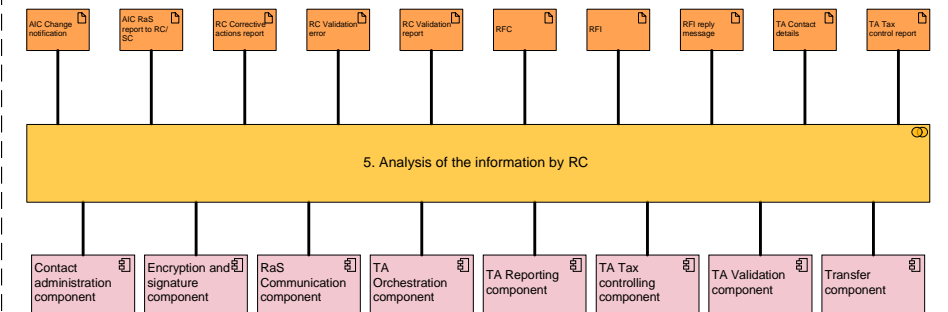 AIC Change
notification
AIC RaS
report to RC/
SC
RC Corrective
actions report
RC Validation
error
RC Validation
report
RFC
RFI
RFI reply
message
TA Contact
details
TA Tax
control report
5. Analysis of the information by RC
Contact
administration
component
Encryption and
signature
component
RaS
Communication
component
TA
Orchestration
component
TA Reporting
component
TA Tax
controlling
component
TA Validation
component
Transfer
component